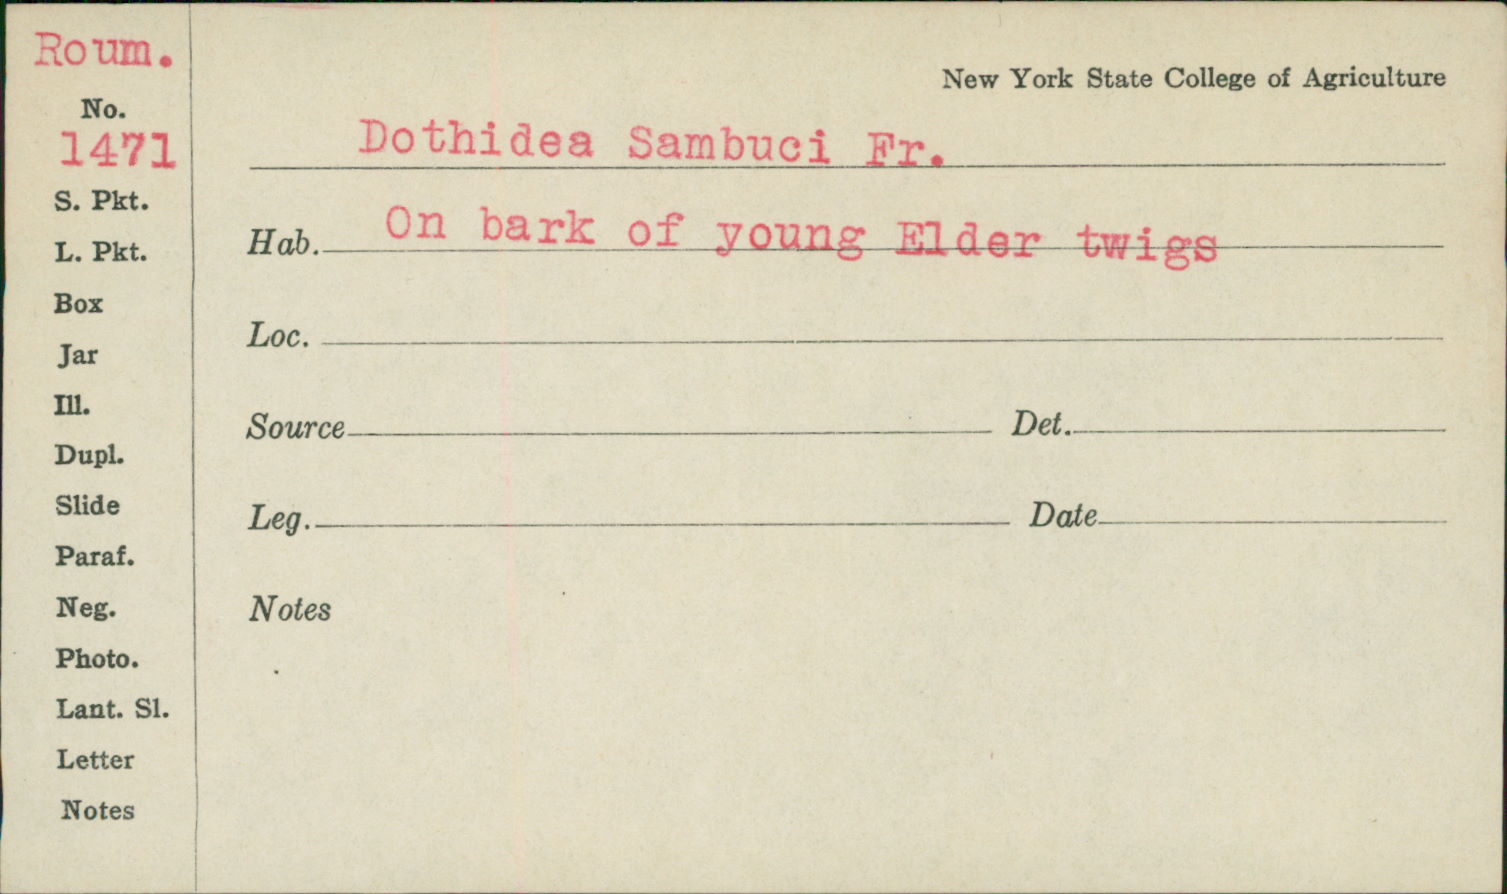 Roum.
No.
1471
S. Pkt.
L. Pkt.
Box
Jar
Ill.
Dupl.
Slide
Paraf.
Neg.
Photo.
Lant. Sl.
Letter
Notes
New York State College of Agriculture
Dothidea Sambuci Fr.
Hab. On bark of young Elder twigs
Loc.
Source Det.
Leg. Date
Notes